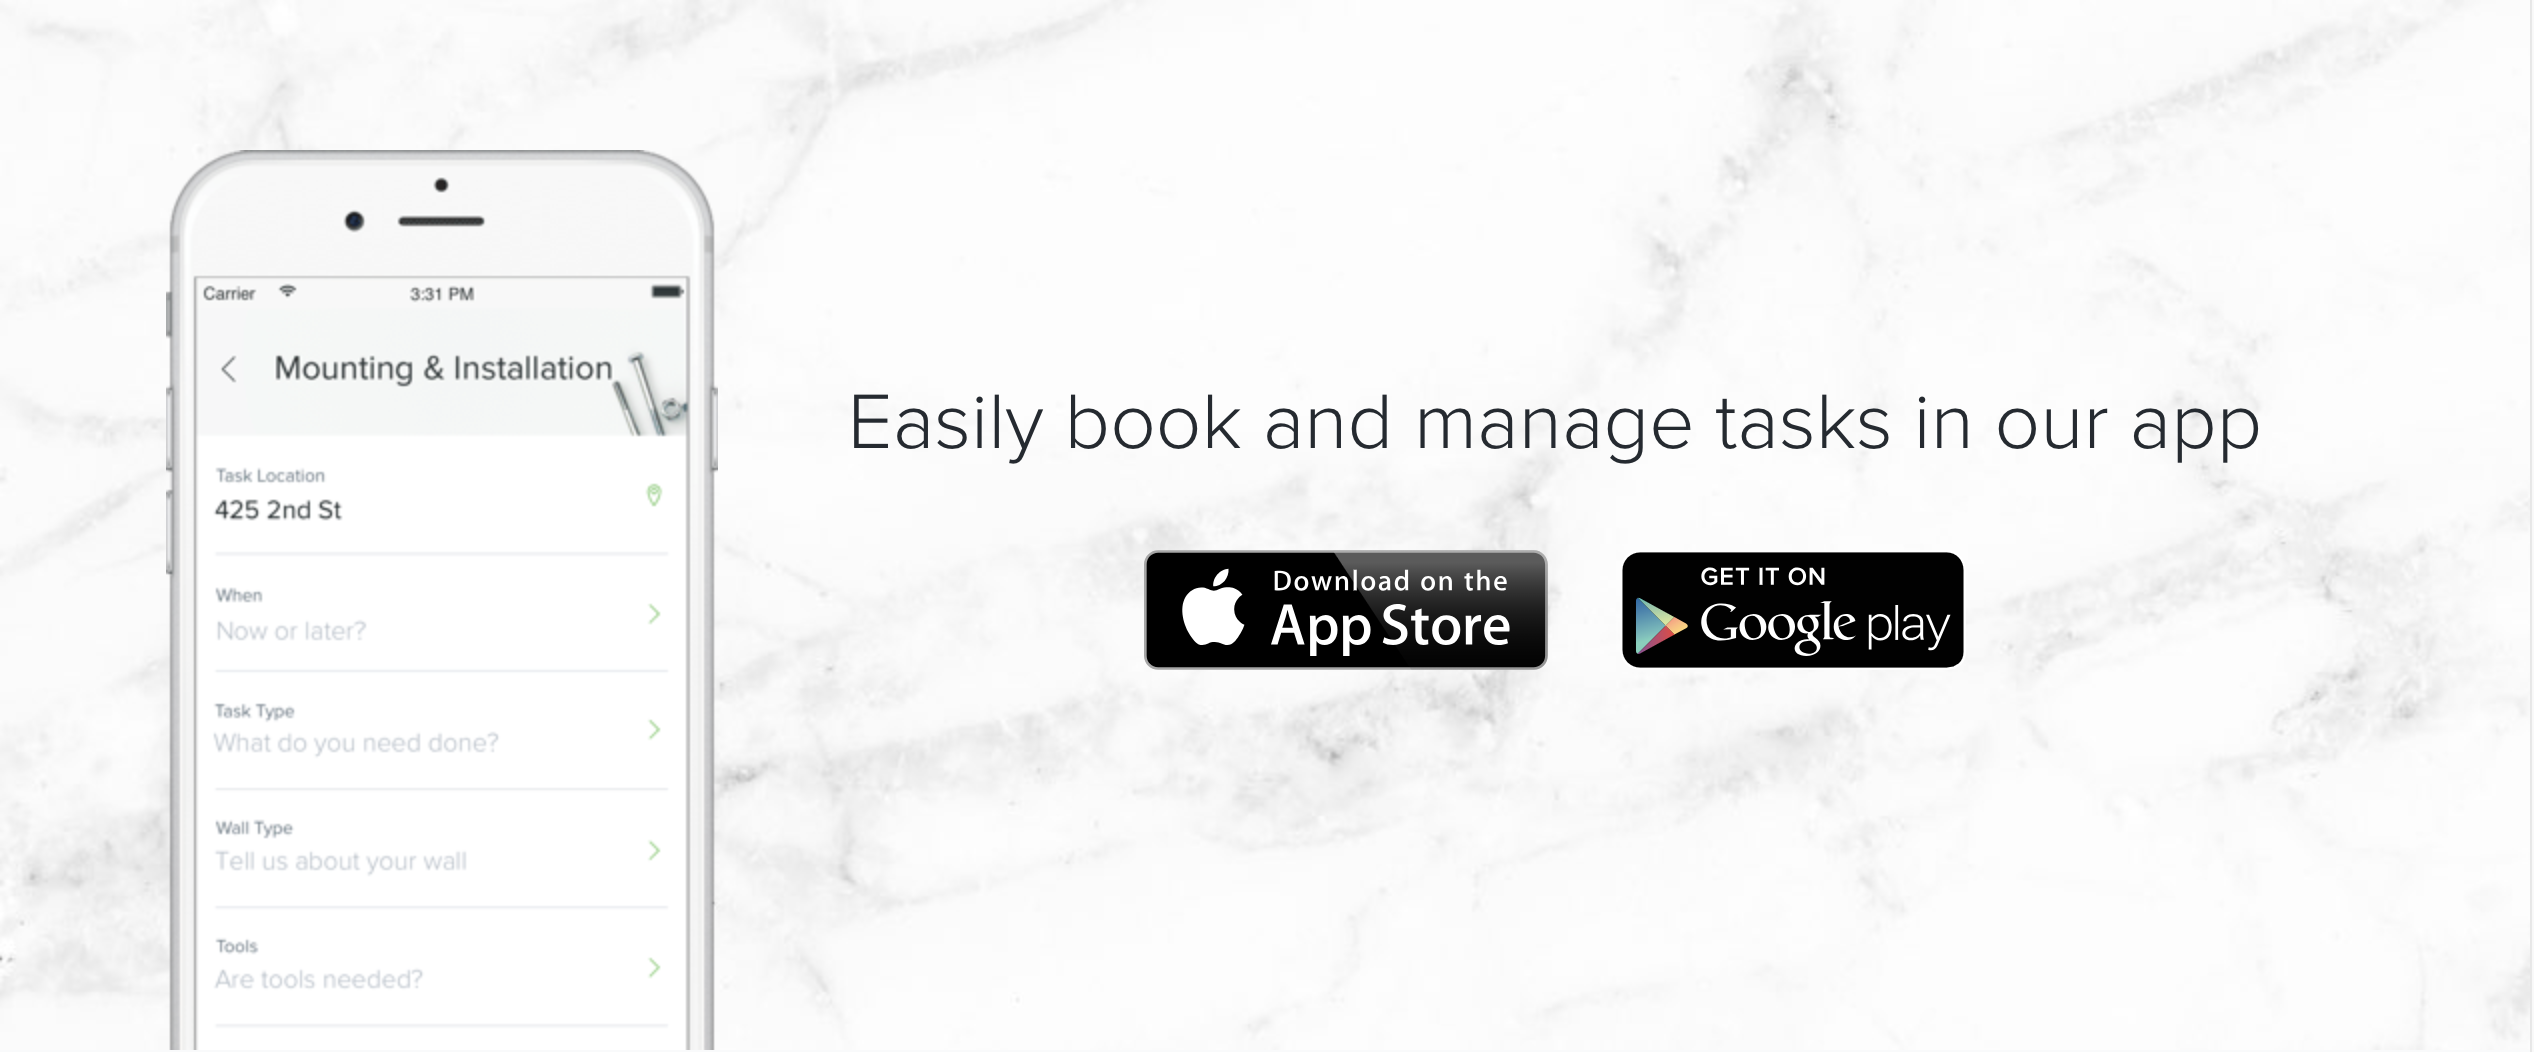 Carrier
3:31 PM
Mounting & Installation
Task Location
425 2nd St
When
Now or later?
Task Type
What do you need done?
Wall Type
Tell us about your wall
Tools
Are tools needed?
Easily book and manage tasks in our app
Download on the
App Store
GET IT ON
Google play